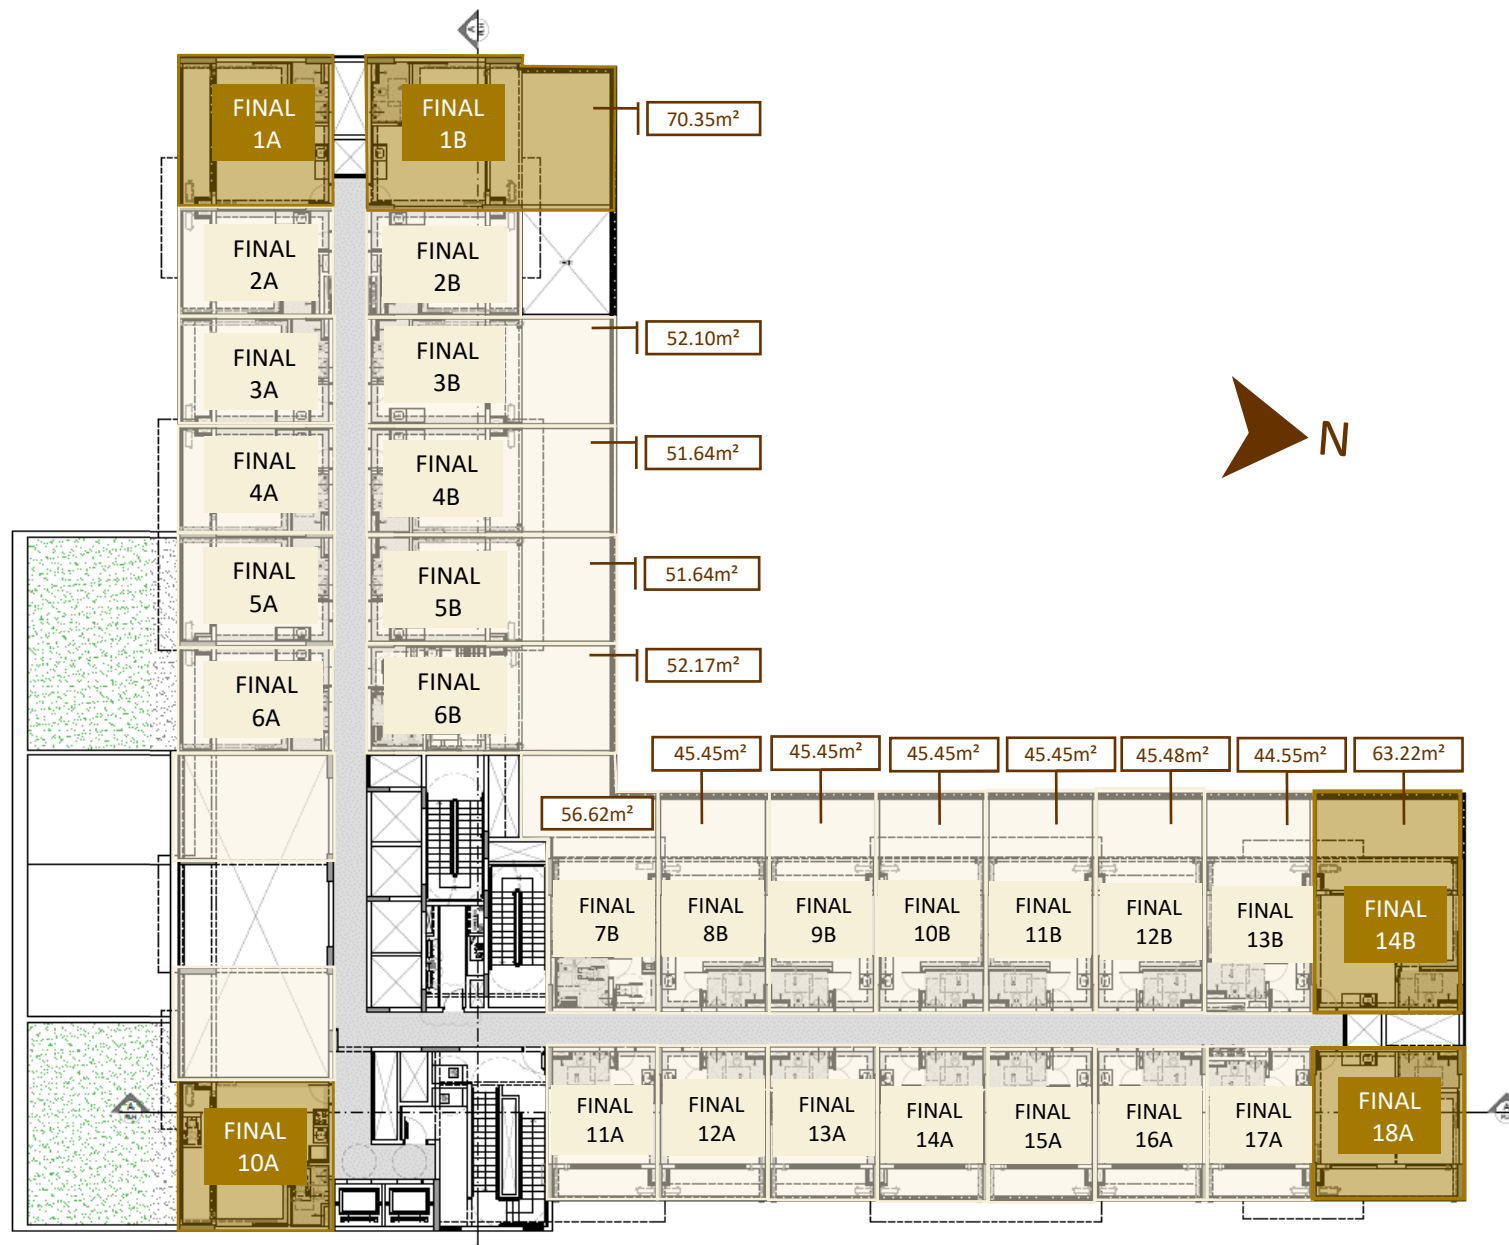 FINAL
1A
FINAL
1B
70.35m²
FINAL
2A
FINAL
2B
FINAL
3A
FINAL
3B
52.10m²
FINAL
4A
FINAL
4B
51.64m²
N
FINAL
5A
FINAL
5B
51.64m²
FINAL
6A
FINAL
6B
52.17m²
45.45m²
45.45m²
45.45m²
45.45m²
45.48m²
44.55m²
63.22m²
56.62m²
FINAL
7B
FINAL
8B
FINAL
9B
FINAL
10B
FINAL
11B
FINAL
12B
FINAL
13B
FINAL
14B
FINAL
10A
FINAL
11A
FINAL
12A
FINAL
13A
FINAL
14A
FINAL
15A
FINAL
16A
FINAL
17A
FINAL
18A